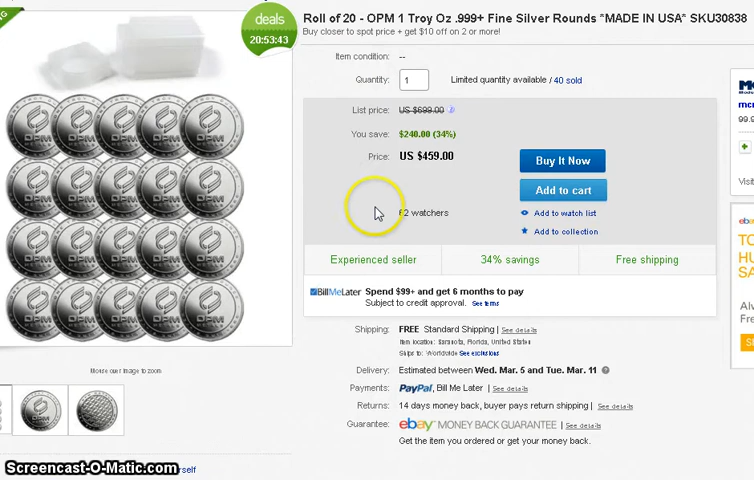 deals
20:53:43
Roll of 20 - OPM 1 Troy Oz .999+ Fine Silver Rounds *MADE IN USA* SKU30838
Buy closer to spot price + get $10 off on 2 or more!
Item condition: --
Quantity: 1 Limited quantity available / 40 sold
List price: US $699.00
You save: $240.00 (34%)
Price: US $459.00
Buy It Now
Add to cart
62 watchers
Add to watch list
Add to collection
Experienced seller 34% savings Free shipping
BillMeLater Spend $99+ and get 6 months to pay
Subject to credit approval. See terms
Shipping: FREE Standard Shipping | See details
Item location: Sarasota, Florida, United States
Ships to: Worldwide See exclusions
Delivery: Estimated between Wed. Mar. 5 and Tue. Mar. 11
Payments: PayPal, Bill Me Later | See details
Returns: 14 days money back, buyer pays return shipping | See details
Guarantee: ebay MONEY BACK GUARANTEE | See details
Get the item you ordered or get your money back.
Mouse over image to zoom
Screencast-O-Matic.com
OPM